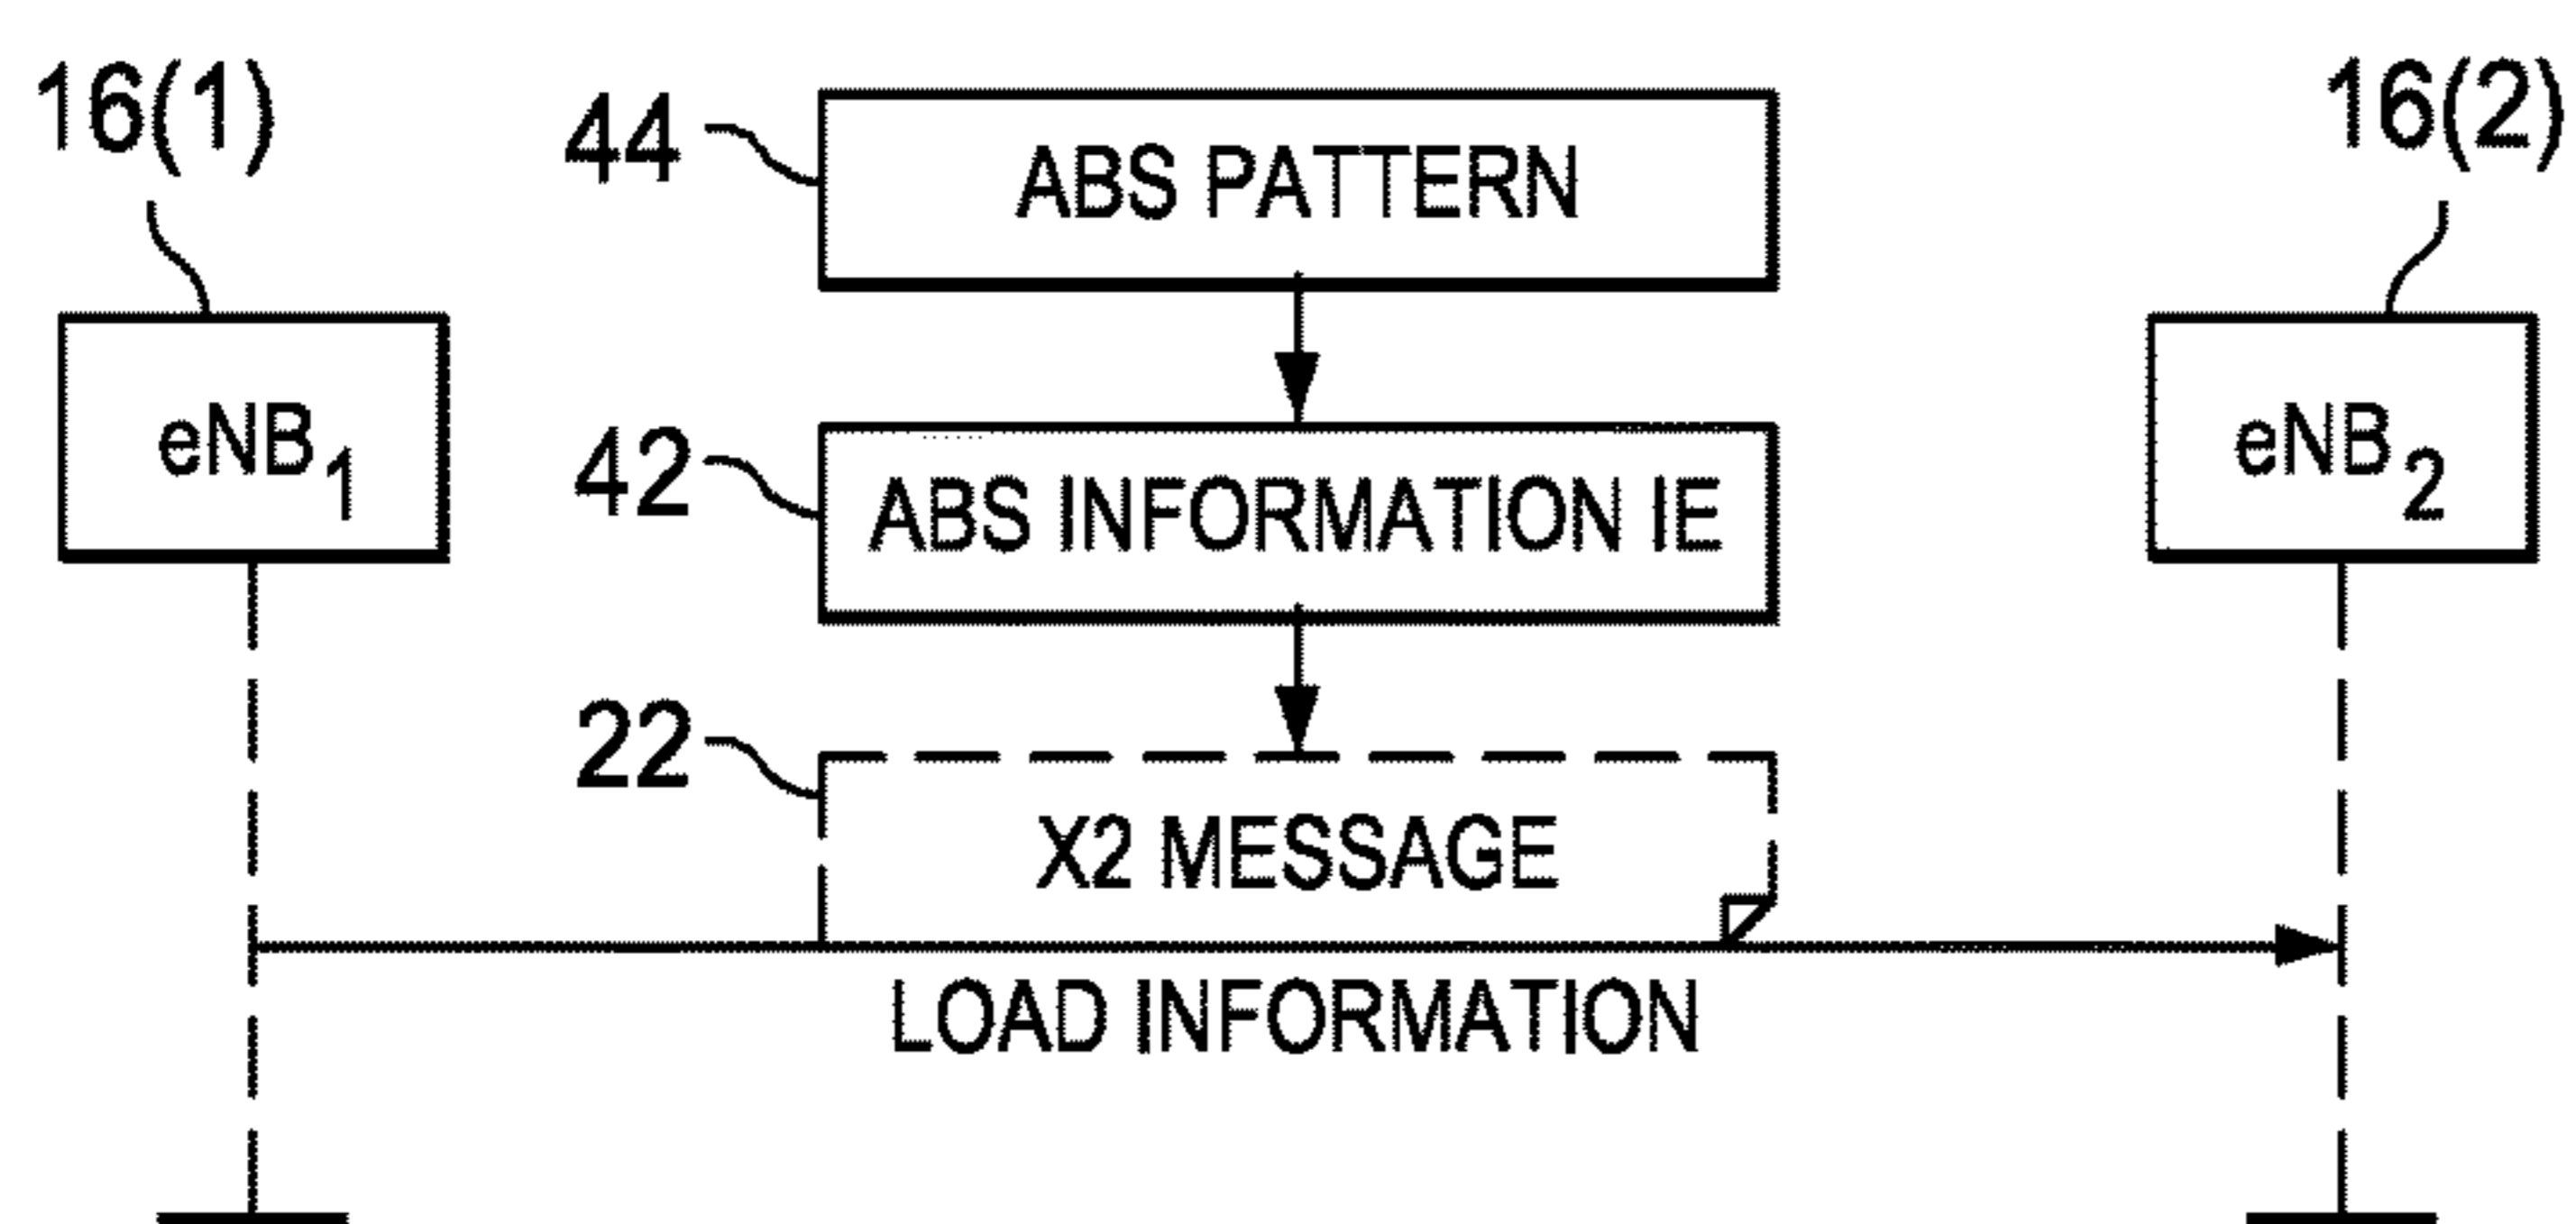 16(1)
44
ABS PATTERN
16(2)
eNB1
42
ABS INFORMATION IE
eNB2
22
X2 MESSAGE
LOAD INFORMATION